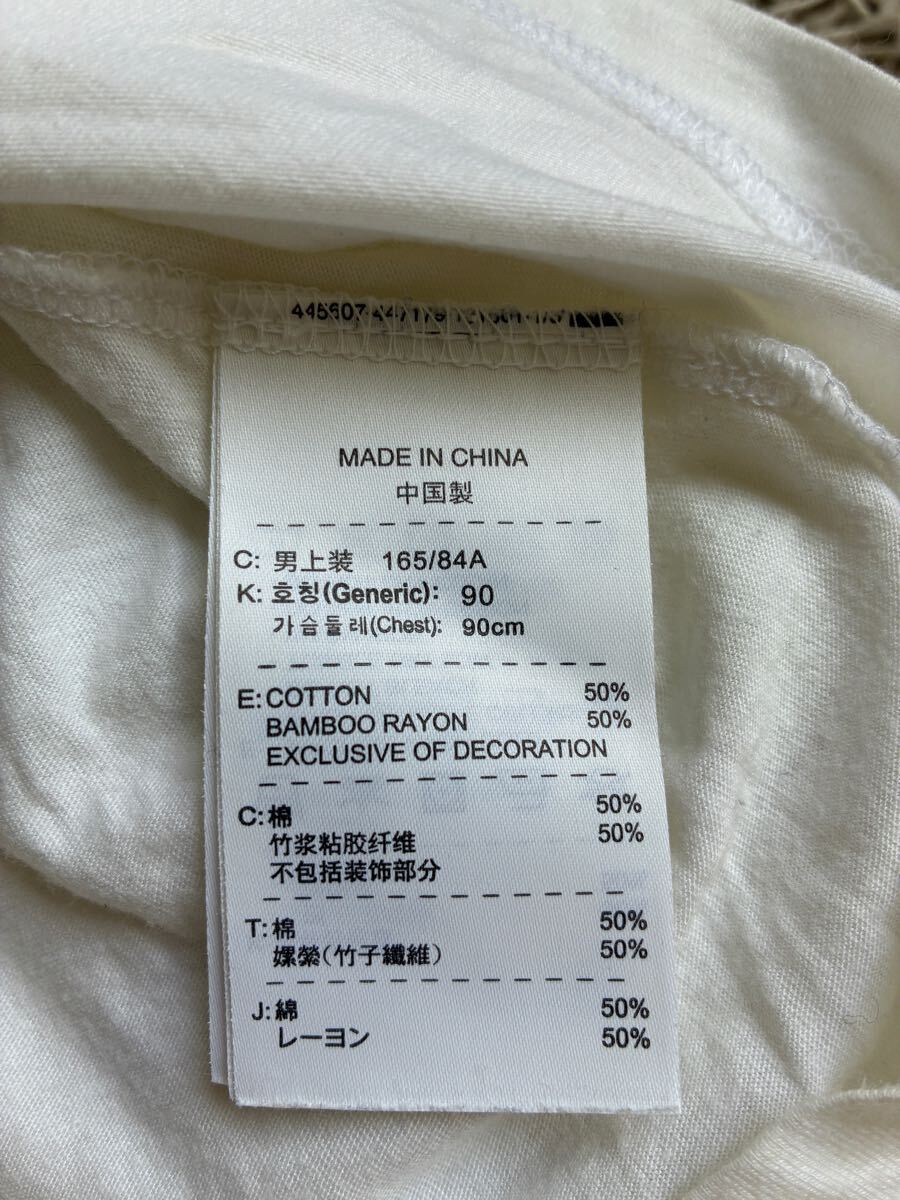 445607
MADE IN CHINA
中国製
C: 男上装 165/84A
K: 호칭(Generic): 90
가슴둘레(Chest): 90cm
E: COTTON 50%
BAMBOO RAYON 50%
EXCLUSIVE OF DECORATION
C: 棉 50%
竹浆粘胶纤维 50%
不包括装饰部分
T: 棉 50%
嫘縈(竹子纖維) 50%
J: 綿 50%
レーヨン 50%